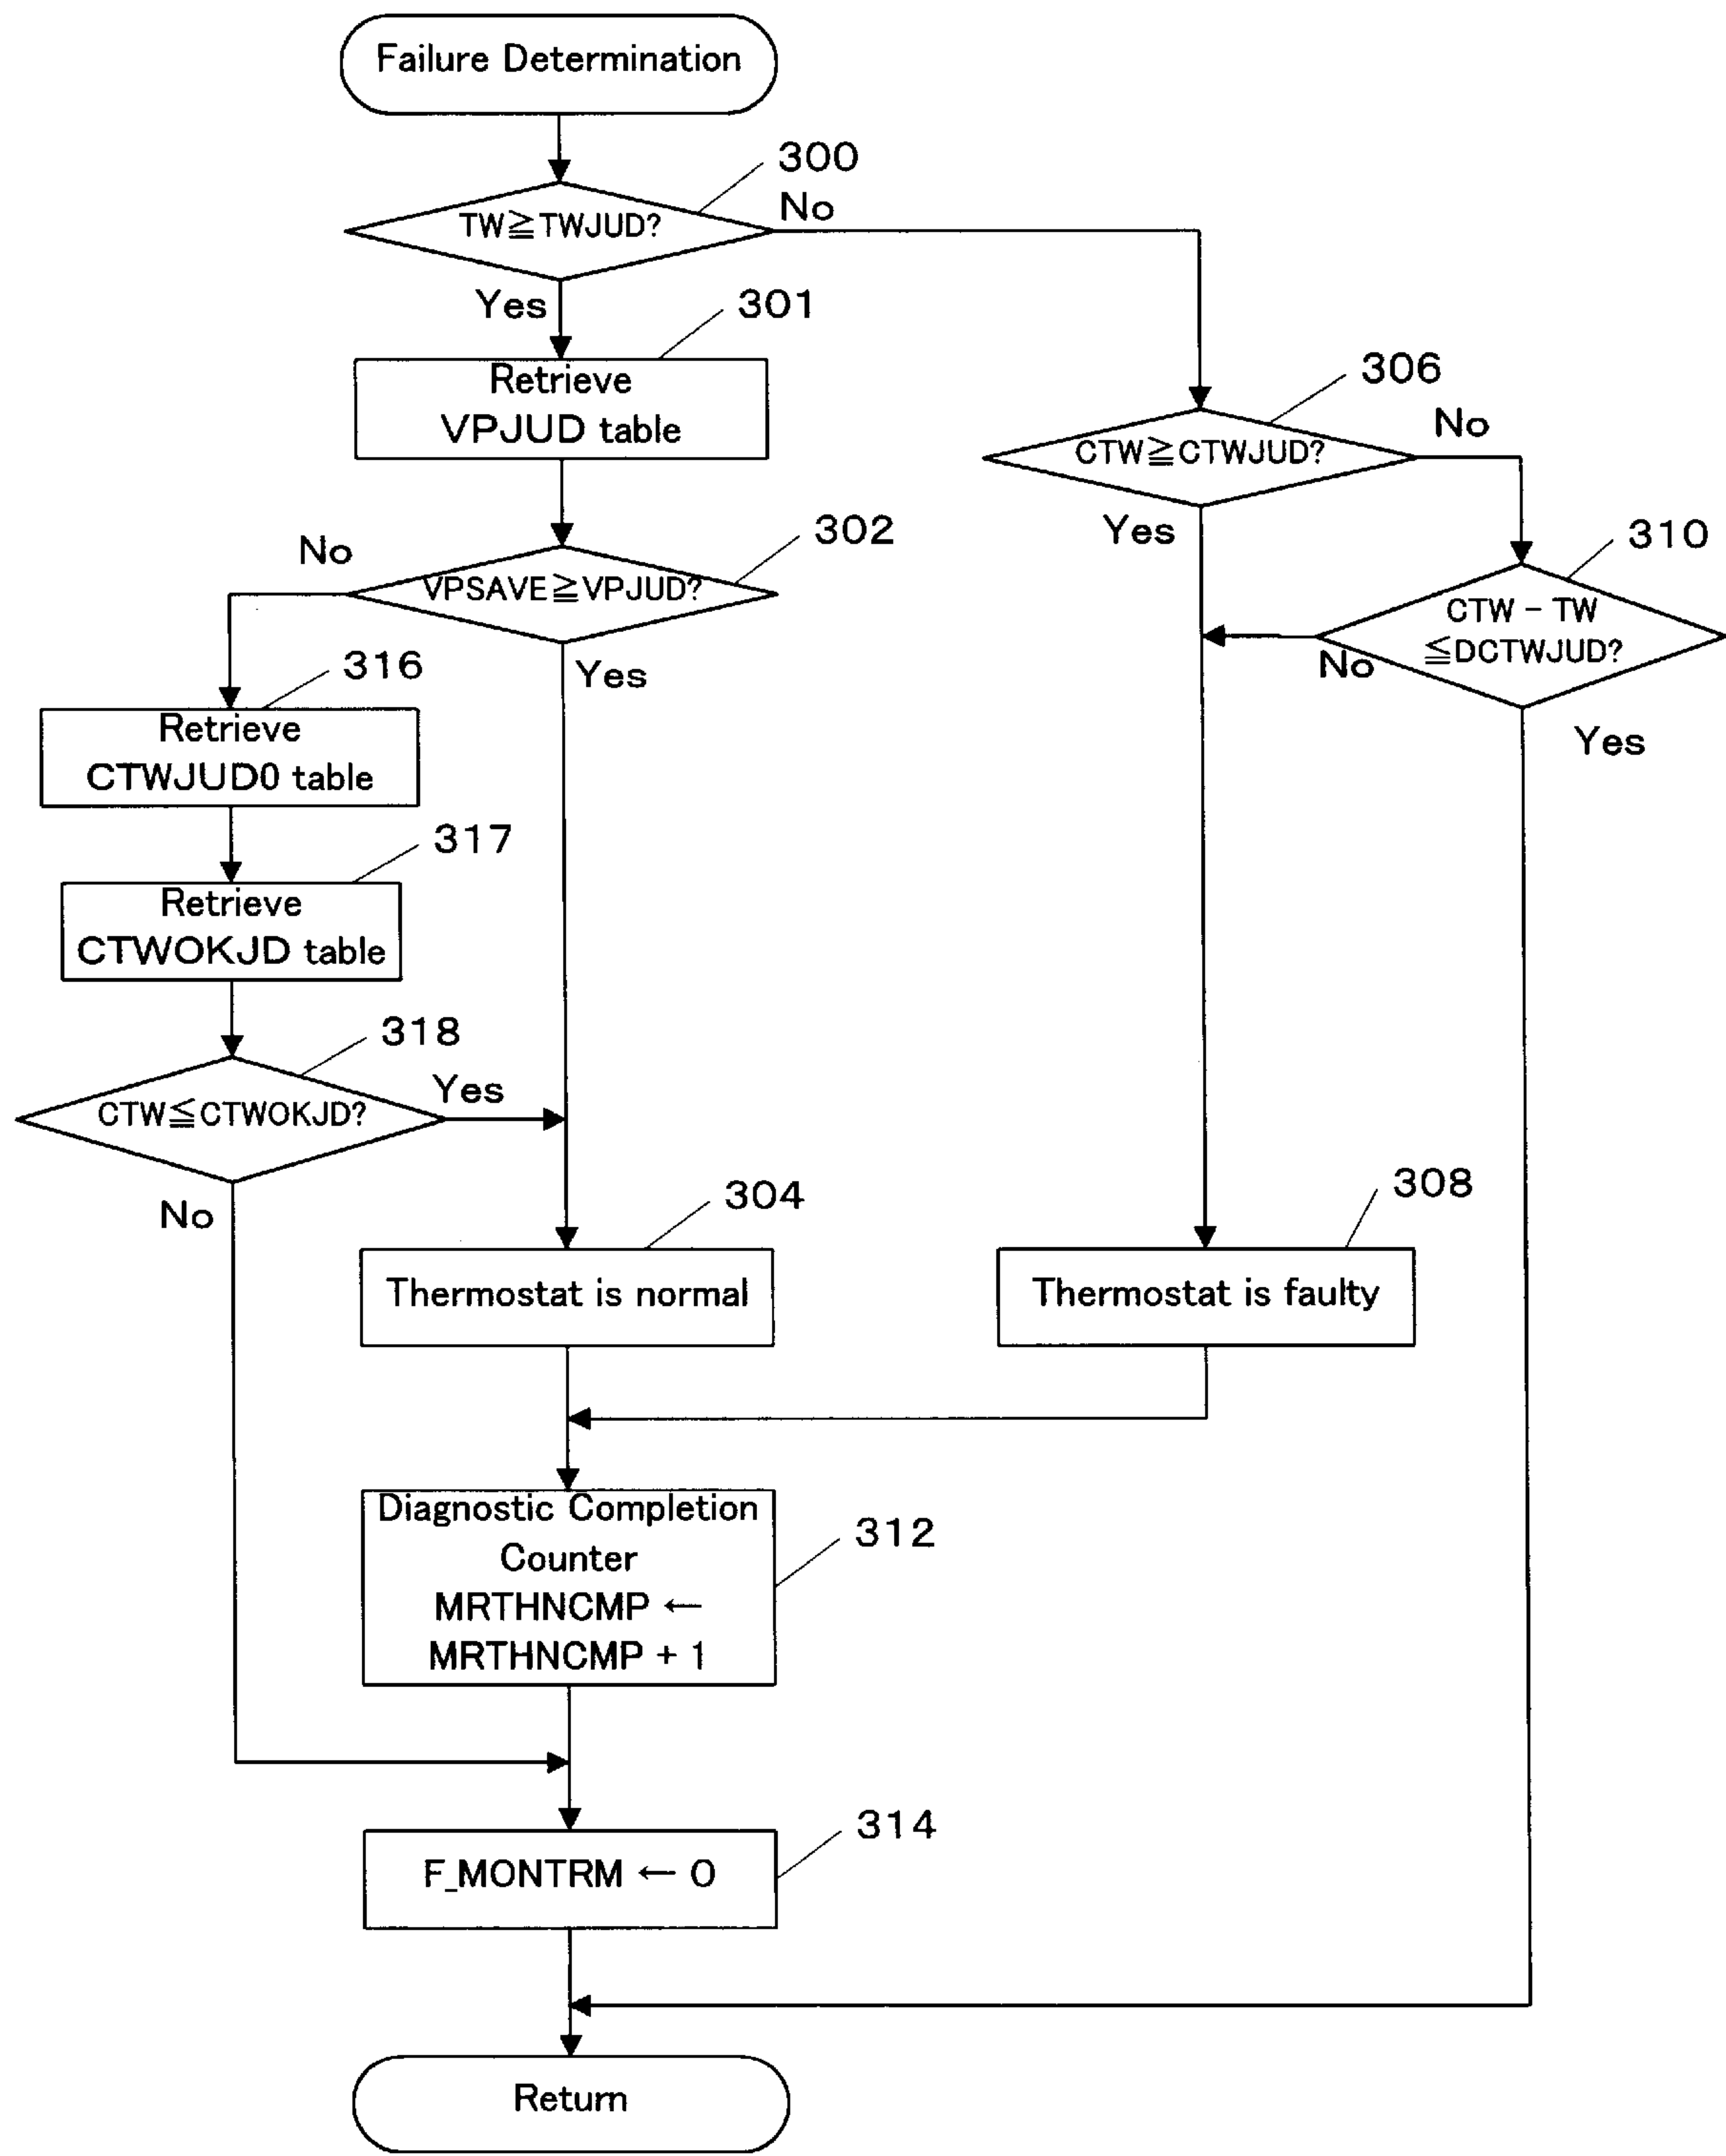 Failure Determination
300
TW≧TWJUD?
No
Yes
301
Retrieve
VPJUD table
306
CTW≧CTWJUD?
No
Yes
302
No
VPSAVE≧VPJUD?
Yes
310
CTW - TW
≦DCTWJUD?
No
Yes
316
Retrieve
CTWJUD0 table
317
Retrieve
CTWOKJD table
318
CTW≦CTWOKJD?
Yes
No
304
Thermostat is normal
308
Thermostat is faulty
Diagnostic Completion
Counter
MRTHNCMP ←
MRTHNCMP + 1
312
314
F_MONTRM ← 0
Return